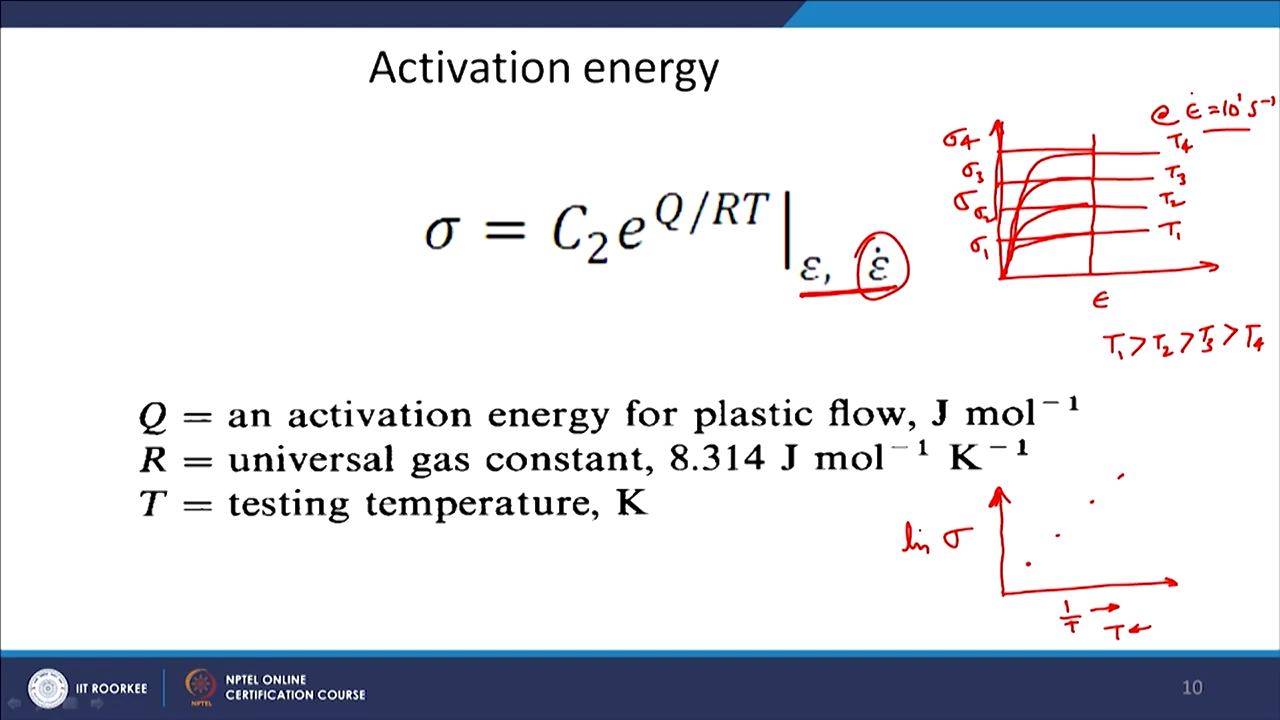 Activation energy
σ = C₂e^{Q/RT}|_{ε, ε̇}
@ ε̇ = 10¹ s⁻¹
σ4
T4
σ3
T3
σ
σ2
T2
σ1
T1
ε
T1 > T2 > T3 > T4
Q = an activation energy for plastic flow, J mol⁻¹
R = universal gas constant, 8.314 J mol⁻¹ K⁻¹
T = testing temperature, K
ln σ
1/T →
T ←
IIT ROORKEE
NPTEL
NPTEL ONLINE
CERTIFICATION COURSE
10